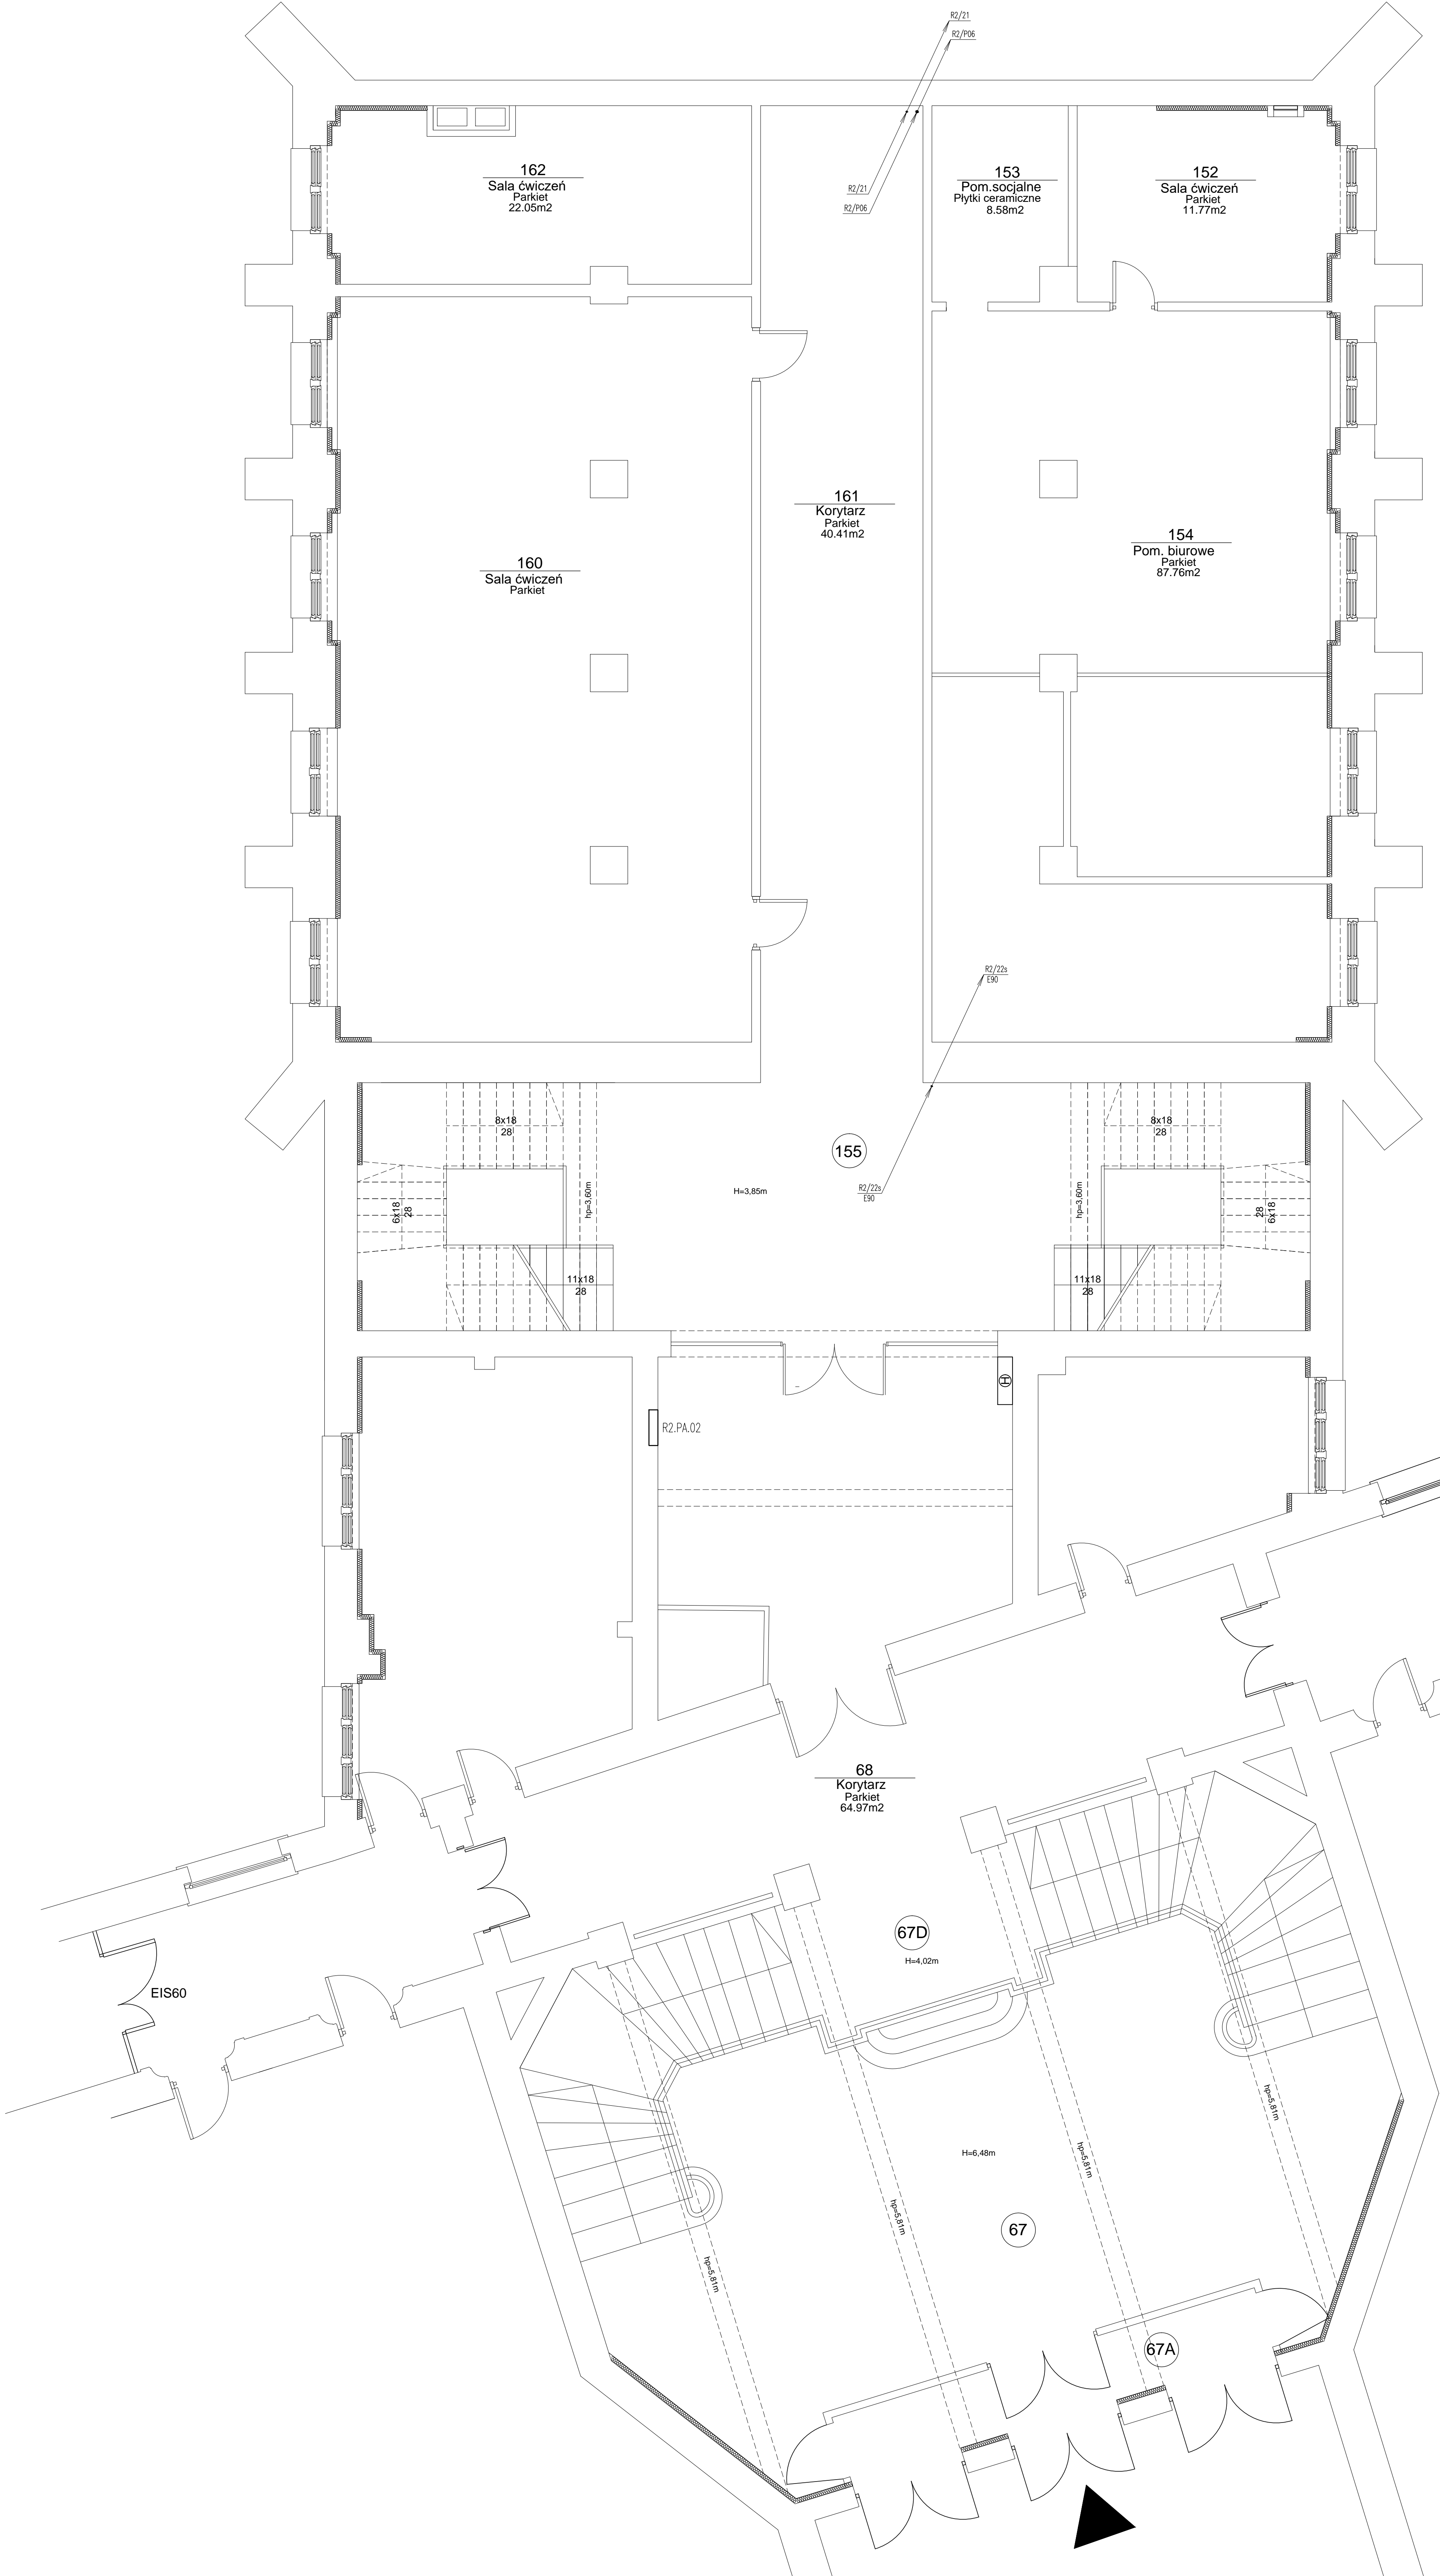 R2/21
R2/P06
162
Sala ćwiczeń
Parkiet
22.05m2
R2/21
R2/P06
153
Pom.socjalne
Płytki ceramiczne
8.58m2
152
Sala ćwiczeń
Parkiet
11.77m2
161
Korytarz
Parkiet
40.41m2
160
Sala ćwiczeń
Parkiet
154
Pom. biurowe
Parkiet
87.76m2
R2/22s
E90
8x18
28
155
8x18
28
H=3,85m
R2/22s
E90
6x18
28
hp=3,60m
hp=3,60m
28
6x18
11x18
28
11x18
28
H
R2.PA.02
68
Korytarz
Parkiet
64.97m2
67D
H=4,02m
EIS60
hp=5,81m
H=6,48m
hp=5,81m
hp=5,81m
67
hp=5,81m
67A